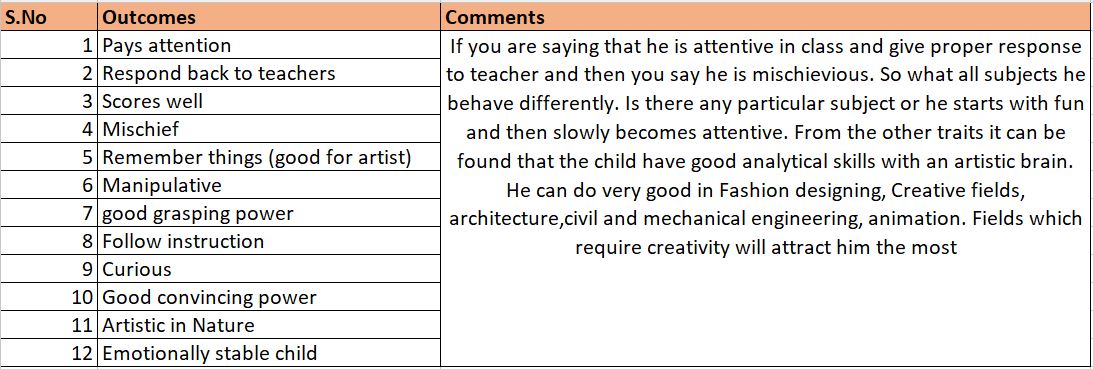 S.No Outcomes Comments
1 Pays attention
2 Respond back to teachers
3 Scores well
4 Mischief
5 Remember things (good for artist)
6 Manipulative
7 good grasping power
8 Follow instruction
9 Curious
10 Good convincing power
11 Artistic in Nature
12 Emotionally stable child
If you are saying that he is attentive in class and give proper response
to teacher and then you say he is mischievious. So what all subjects he
behave differently. Is there any particular subject or he starts with fun
and then slowly becomes attentive. From the other traits it can be
found that the child have good analytical skills with an artistic brain.
He can do very good in Fashion designing, Creative fields,
architecture,civil and mechanical engineering, animation. Fields which
require creativity will attract him the most